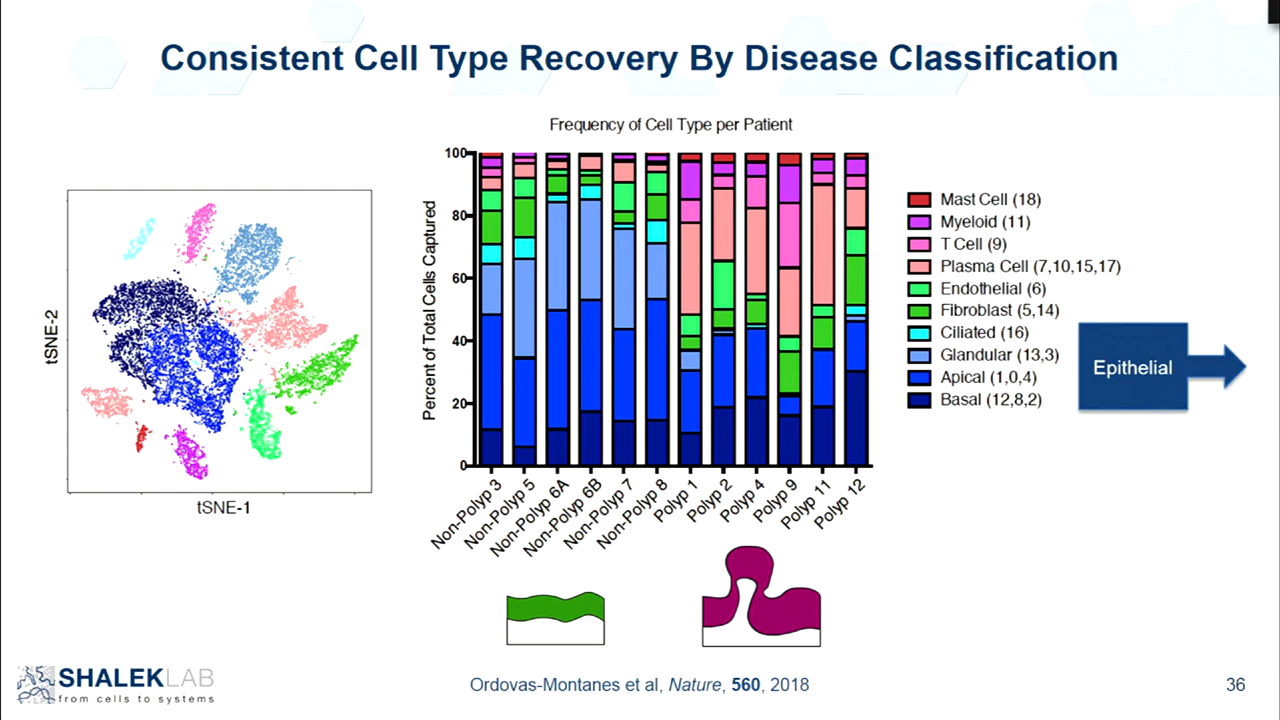 Consistent Cell Type Recovery By Disease Classification
Frequency of Cell Type per Patient
tSNE-2
tSNE-1
Percent of Total Cells Captured
100
80
60
40
20
0
Non-Polyp 3
Non-Polyp 5
Non-Polyp 6A
Non-Polyp 6B
Non-Polyp 7
Non-Polyp 8
Polyp 1
Polyp 2
Polyp 4
Polyp 9
Polyp 11
Polyp 12
Mast Cell (18)
Myeloid (11)
T Cell (9)
Plasma Cell (7,10,15,17)
Endothelial (6)
Fibroblast (5,14)
Ciliated (16)
Glandular (13,3)
Apical (1,0,4)
Basal (12,8,2)
Epithelial
SHALEKLAB
from cells to systems
Ordovas-Montanes et al, Nature, 560, 2018
36